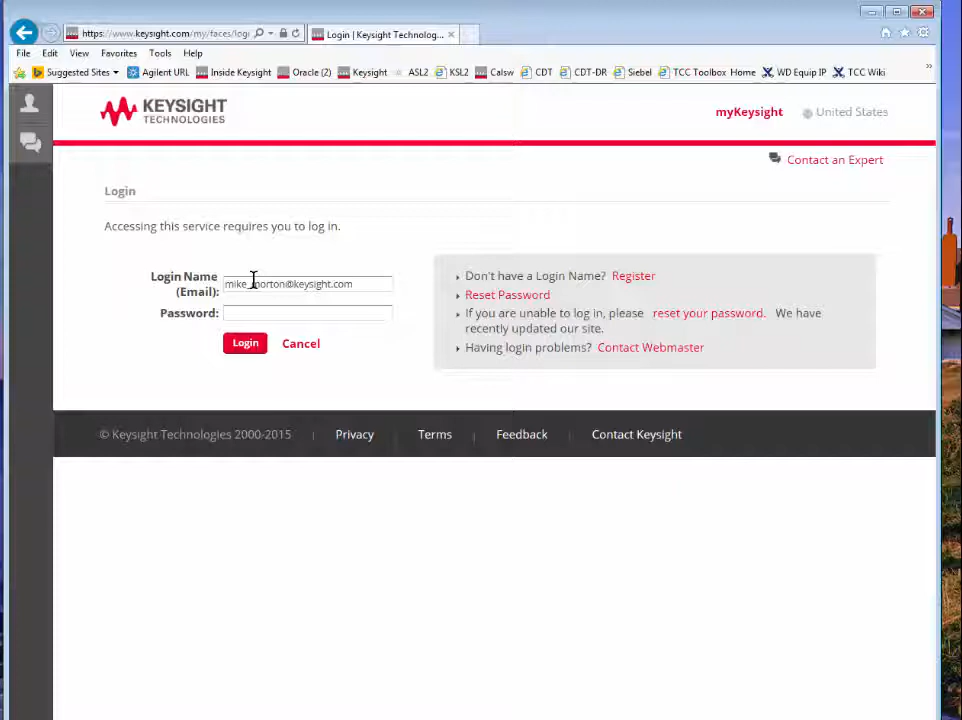 https://www.keysight.com/my/faces/logi
Login | Keysight Technolog...
File Edit View Favorites Tools Help
Suggested Sites Agilent URL Inside Keysight Oracle (2) Keysight ASL2 KSL2 Calsw CDT CDT-DR Siebel TCC Toolbox Home WD Equip IP TCC Wiki
KEYSIGHT
TECHNOLOGIES
myKeysight United States
Contact an Expert
Login
Accessing this service requires you to log in.
Login Name
(Email):
@keysight.com
Password:
Login Cancel
Don't have a Login Name? Register
Reset Password
If you are unable to log in, please reset your password. We have
recently updated our site.
Having login problems? Contact Webmaster
© Keysight Technologies 2000-2015 | Privacy | Terms | Feedback | Contact Keysight